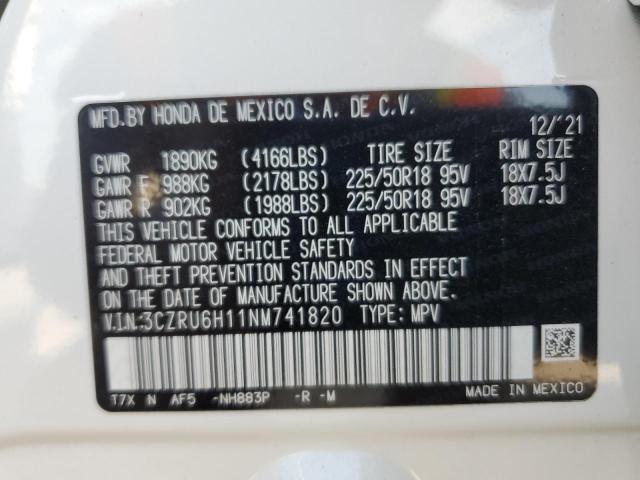 MFD.BY HONDA DE MEXICO S.A. DE C.V.
12/'21
GVWR 1890KG (4166LBS) TIRE SIZE RIM SIZE
GAWR F 988KG (2178LBS) 225/50R18 95V 18X7.5J
GAWR R 902KG (1988LBS) 225/50R18 95V 18X7.5J
THIS VEHICLE CONFORMS TO ALL APPLICABLE
FEDERAL MOTOR VEHICLE SAFETY
AND THEFT PREVENTION STANDARDS IN EFFECT
ON THE DATE OF MANUFACTURE SHOWN ABOVE.
V.I.N:3CZRU6H11NM741820 TYPE: MPV
T7X N AF5 -NH883P -R -M
MADE IN MEXICO